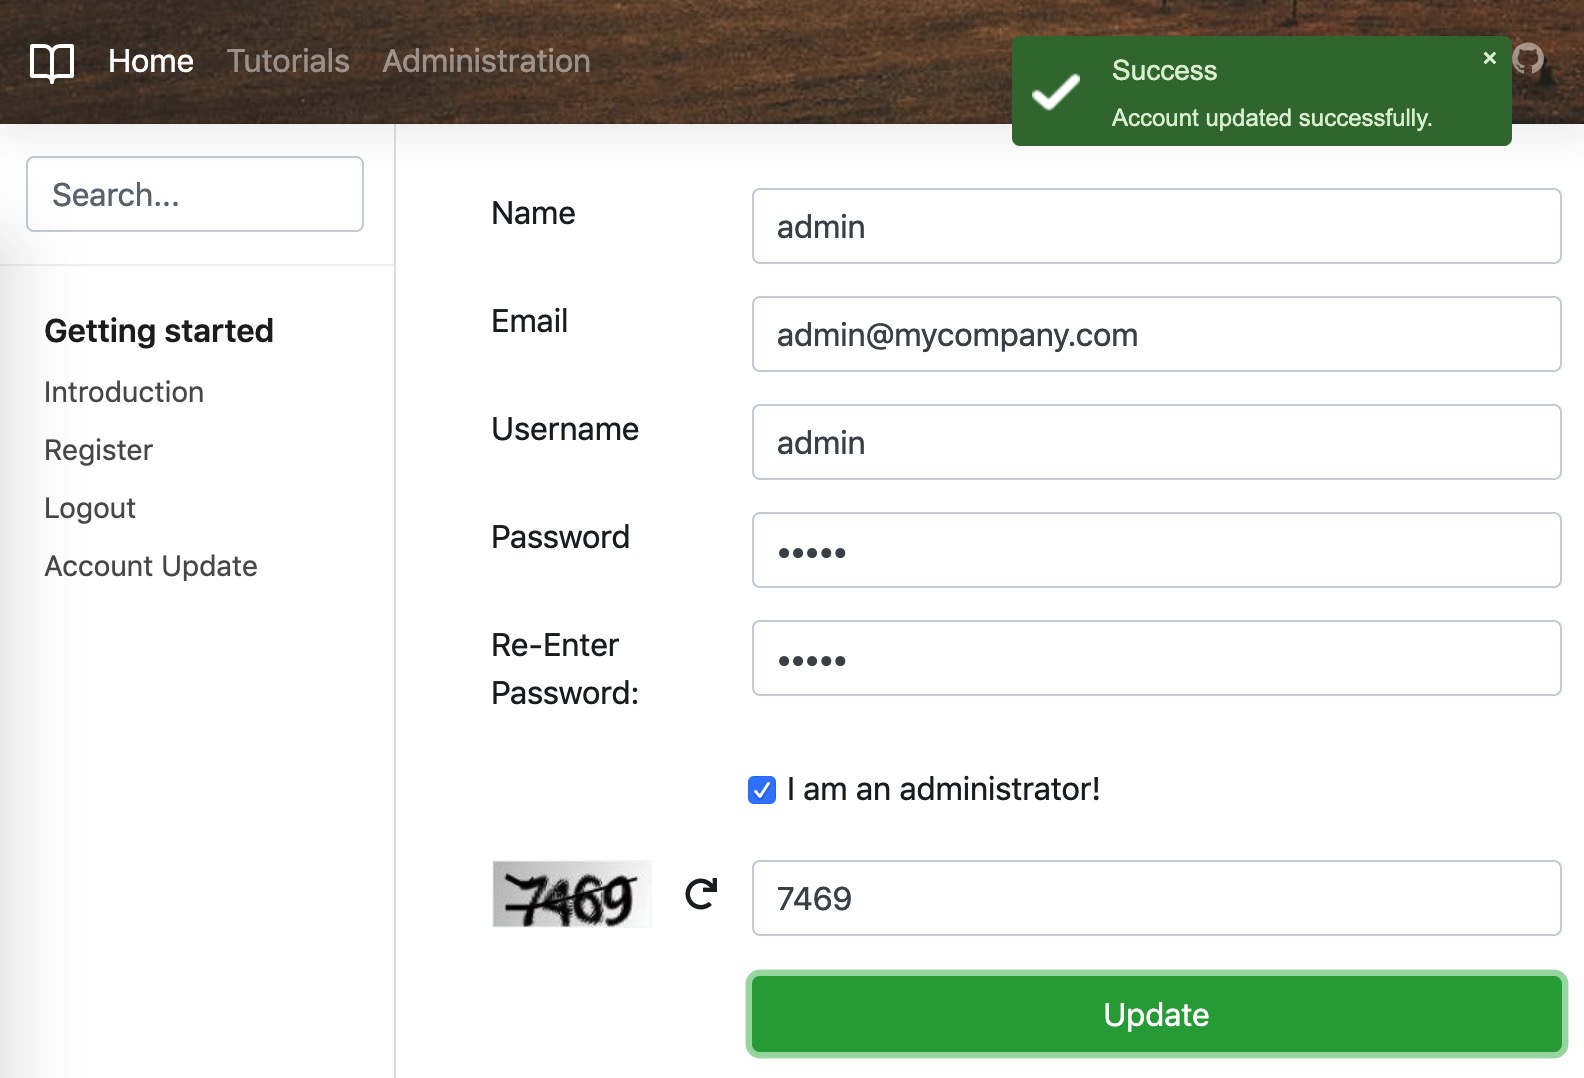 Home Tutorials Administration
Success ×
Account updated successfully.
Search...
Getting started
Introduction
Register
Logout
Account Update
Name admin
Email admin@mycompany.com
Username admin
Password •••••
Re-Enter
Password: •••••
I am an administrator!
7469 7469
Update